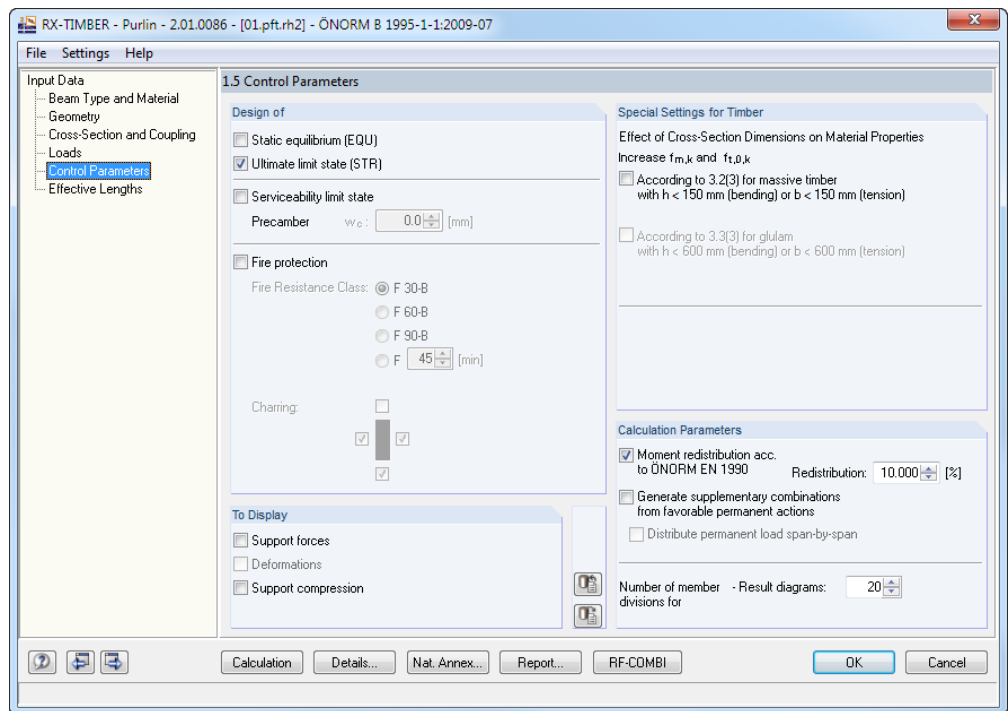 RX-TIMBER - Purlin - 2.01.0086 - [01.pft.rh2] - ÖNORM B 1995-1-1:2009-07
File Settings Help
Input Data
Beam Type and Material
Geometry
Cross-Section and Coupling
Loads
Control Parameters
Effective Lengths
1.5 Control Parameters
Design of
Static equilibrium (EQU)
Ultimate limit state (STR)
Serviceability limit state
Precamber wc : 0.0 [mm]
Fire protection
Fire Resistance Class: F 30-B
F 60-B
F 90-B
F 45 [min]
Charring:
To Display
Support forces
Deformations
Support compression
Special Settings for Timber
Effect of Cross-Section Dimensions on Material Properties
Increase fm,k and ft,0,k
According to 3.2(3) for massive timber
with h < 150 mm (bending) or b < 150 mm (tension)
According to 3.3(3) for glulam
with h < 600 mm (bending) or b < 600 mm (tension)
Calculation Parameters
Moment redistribution acc.
to ÖNORM EN 1990 Redistribution: 10.000 [%]
Generate supplementary combinations
from favorable permanent actions
Distribute permanent load span-by-span
Number of member - Result diagrams: 20
divisions for
Calculation Details... Nat. Annex... Report... RF-COMBI OK Cancel